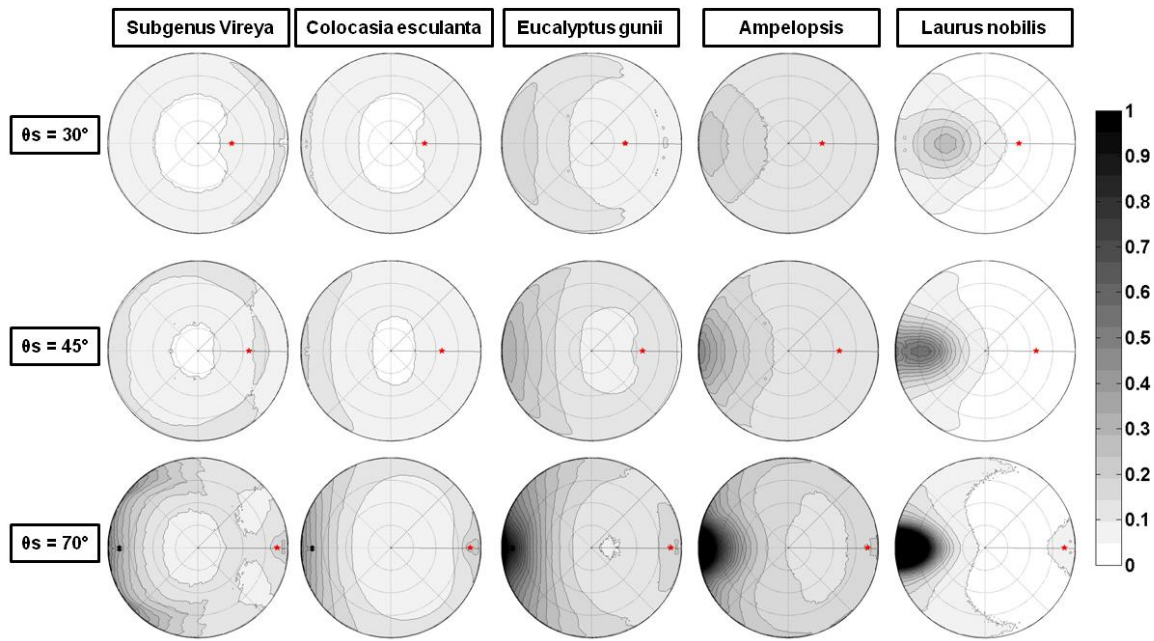 Subgenus Vireya
Colocasia esculanta
Eucalyptus gunii
Ampelopsis
Laurus nobilis
θs = 30°
θs = 45°
θs = 70°
1
0.9
0.8
0.7
0.6
0.5
0.4
0.3
0.2
0.1
0